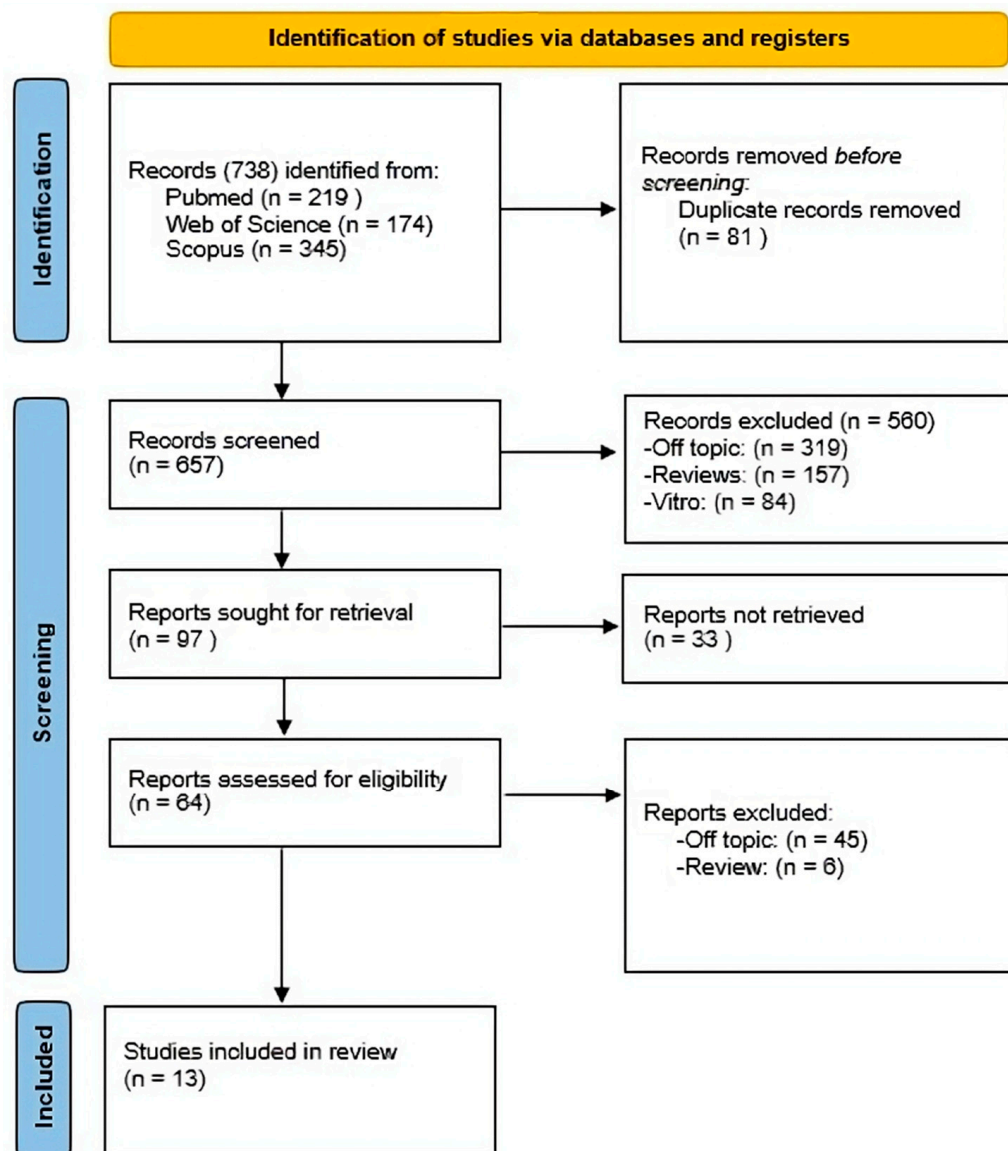 Identification of studies via databases and registers
Identification
Records (738) identified from:
Pubmed (n = 219 )
Web of Science (n = 174)
Scopus (n = 345)
Records removed before
screening:
Duplicate records removed
(n = 81 )
Screening
Records screened
(n = 657)
Records excluded (n = 560)
-Off topic: (n = 319)
-Reviews: (n = 157)
-Vitro: (n = 84)
Reports sought for retrieval
(n = 97 )
Reports not retrieved
(n = 33 )
Reports assessed for eligibility
(n = 64)
Reports excluded:
-Off topic: (n = 45)
-Review: (n = 6)
Included
Studies included in review
(n = 13)